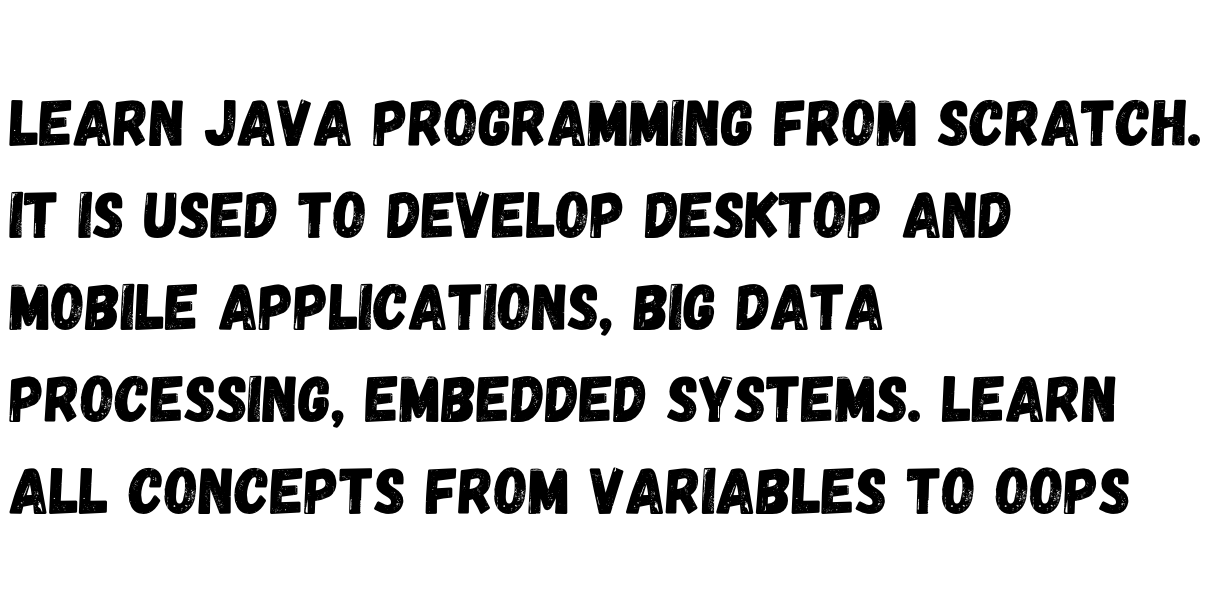 LEARN JAVA PROGRAMMING FROM SCRATCH.
IT IS USED TO DEVELOP DESKTOP AND
MOBILE APPLICATIONS, BIG DATA
PROCESSING, EMBEDDED SYSTEMS. LEARN
ALL CONCEPTS FROM VARIABLES TO OOPS